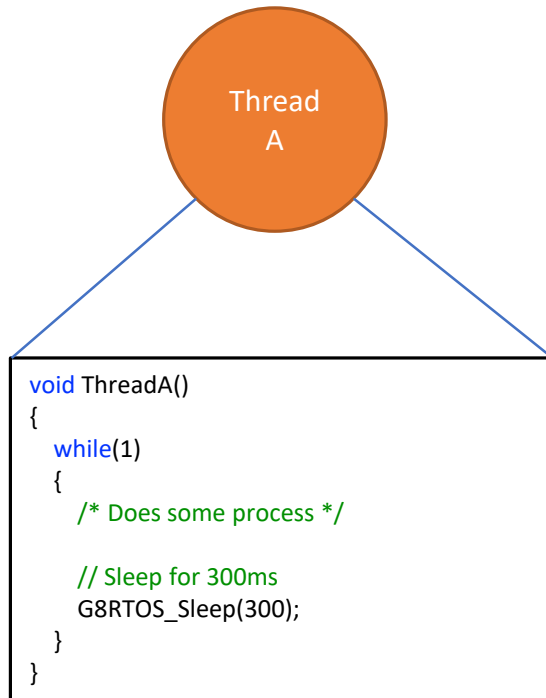 Thread
A
void ThreadA()
{
while(1)
{
/* Does some process */
// Sleep for 300ms
G8RTOS_Sleep(300);
}
}